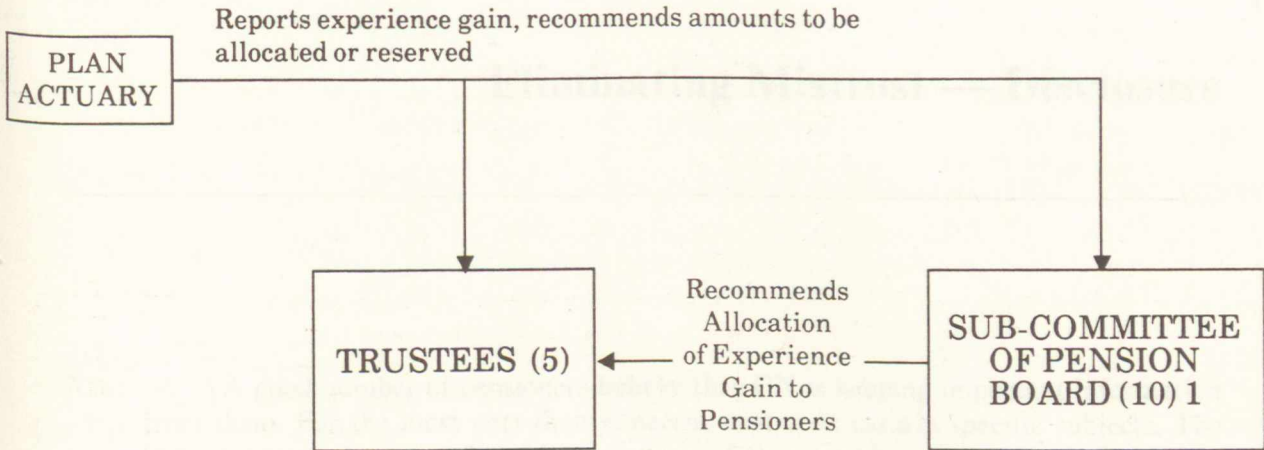 Reports experience gain, recommends amounts to be
allocated or reserved
PLAN
ACTUARY
TRUSTEES (5)
Recommends
Allocation
of Experience
Gain to
Pensioners
SUB-COMMITTEE
OF PENSION
BOARD (10) 1